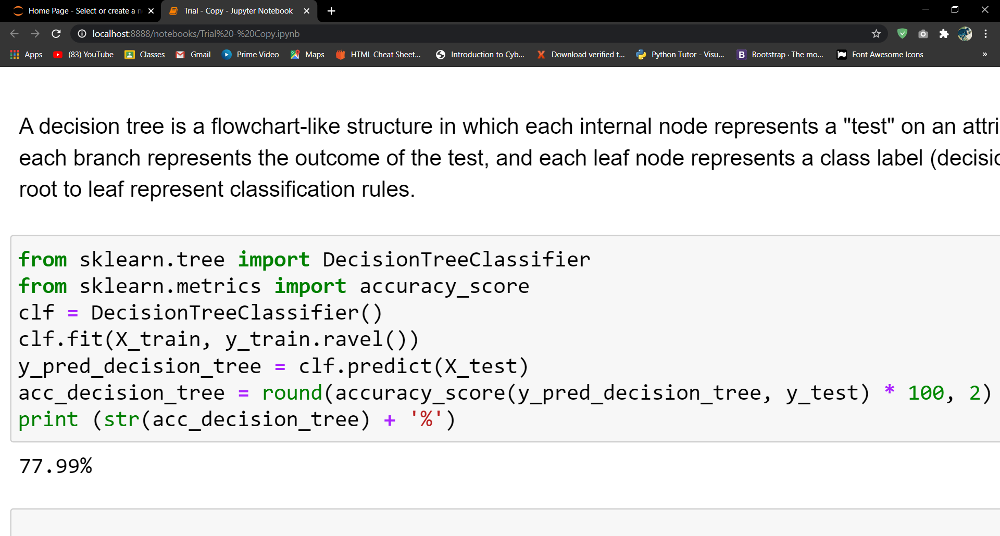 Home Page - Select or create a n
Trial - Copy - Jupyter Notebook
localhost:8888/notebooks/Trial%20-%20Copy.ipynb
Apps (83) YouTube Classes Gmail Prime Video Maps HTML Cheat Sheet... Introduction to Cyb... Download verified t... Python Tutor - Visu... Bootstrap · The mo... Font Awesome Icons »
A decision tree is a flowchart-like structure in which each internal node represents a "test" on an attri
each branch represents the outcome of the test, and each leaf node represents a class label (decisio
root to leaf represent classification rules.
from sklearn.tree import DecisionTreeClassifier
from sklearn.metrics import accuracy_score
clf = DecisionTreeClassifier()
clf.fit(X_train, y_train.ravel())
y_pred_decision_tree = clf.predict(X_test)
acc_decision_tree = round(accuracy_score(y_pred_decision_tree, y_test) * 100, 2)
print (str(acc_decision_tree) + '%')
77.99%